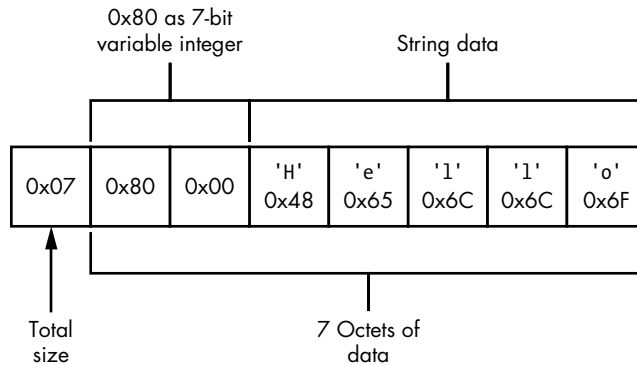 0x80 as 7-bit
variable integer
String data
0x07 0x80 0x00 'H' 0x48 'e' 0x65 'l' 0x6C 'l' 0x6C 'o' 0x6F
Total
size
7 Octets of
data